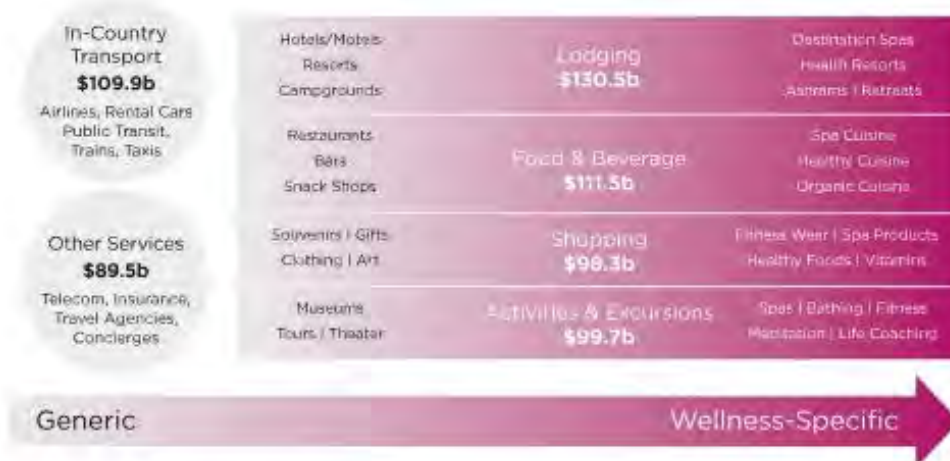 In-Country
Transport
$109.9b
Airlines, Rental Cars
Public Transit,
Trains, Taxis
Other Services
$89.5b
Telecom, Insurance,
Travel Agencies,
Concierges
Hotels/Motels
Resorts
Campgrounds
Lodging
$130.5b
Destination Spas
Health Resorts
Ashrams | Retreats
Restaurants
Bars
Snack Shops
Food & Beverage
$111.5b
Spa Cuisine
Healthy Cuisine
Organic Cuisine
Souvenirs | Gifts
Clothing | Art
Shopping
$98.3b
Fitness Wear | Spa Products
Healthy Foods | Vitamins
Museums
Tours | Theater
Activities & Excursions
$99.7b
Spas | Bathing | Fitness
Meditation | Life Coaching
Generic
Wellness-Specific